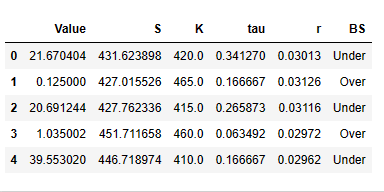 Value S K tau r BS
0 21.670404 431.623898 420.0 0.341270 0.03013 Under
1 0.125000 427.015526 465.0 0.166667 0.03126 Over
2 20.691244 427.762336 415.0 0.265873 0.03116 Under
3 1.035002 451.711658 460.0 0.063492 0.02972 Over
4 39.553020 446.718974 410.0 0.166667 0.02962 Under